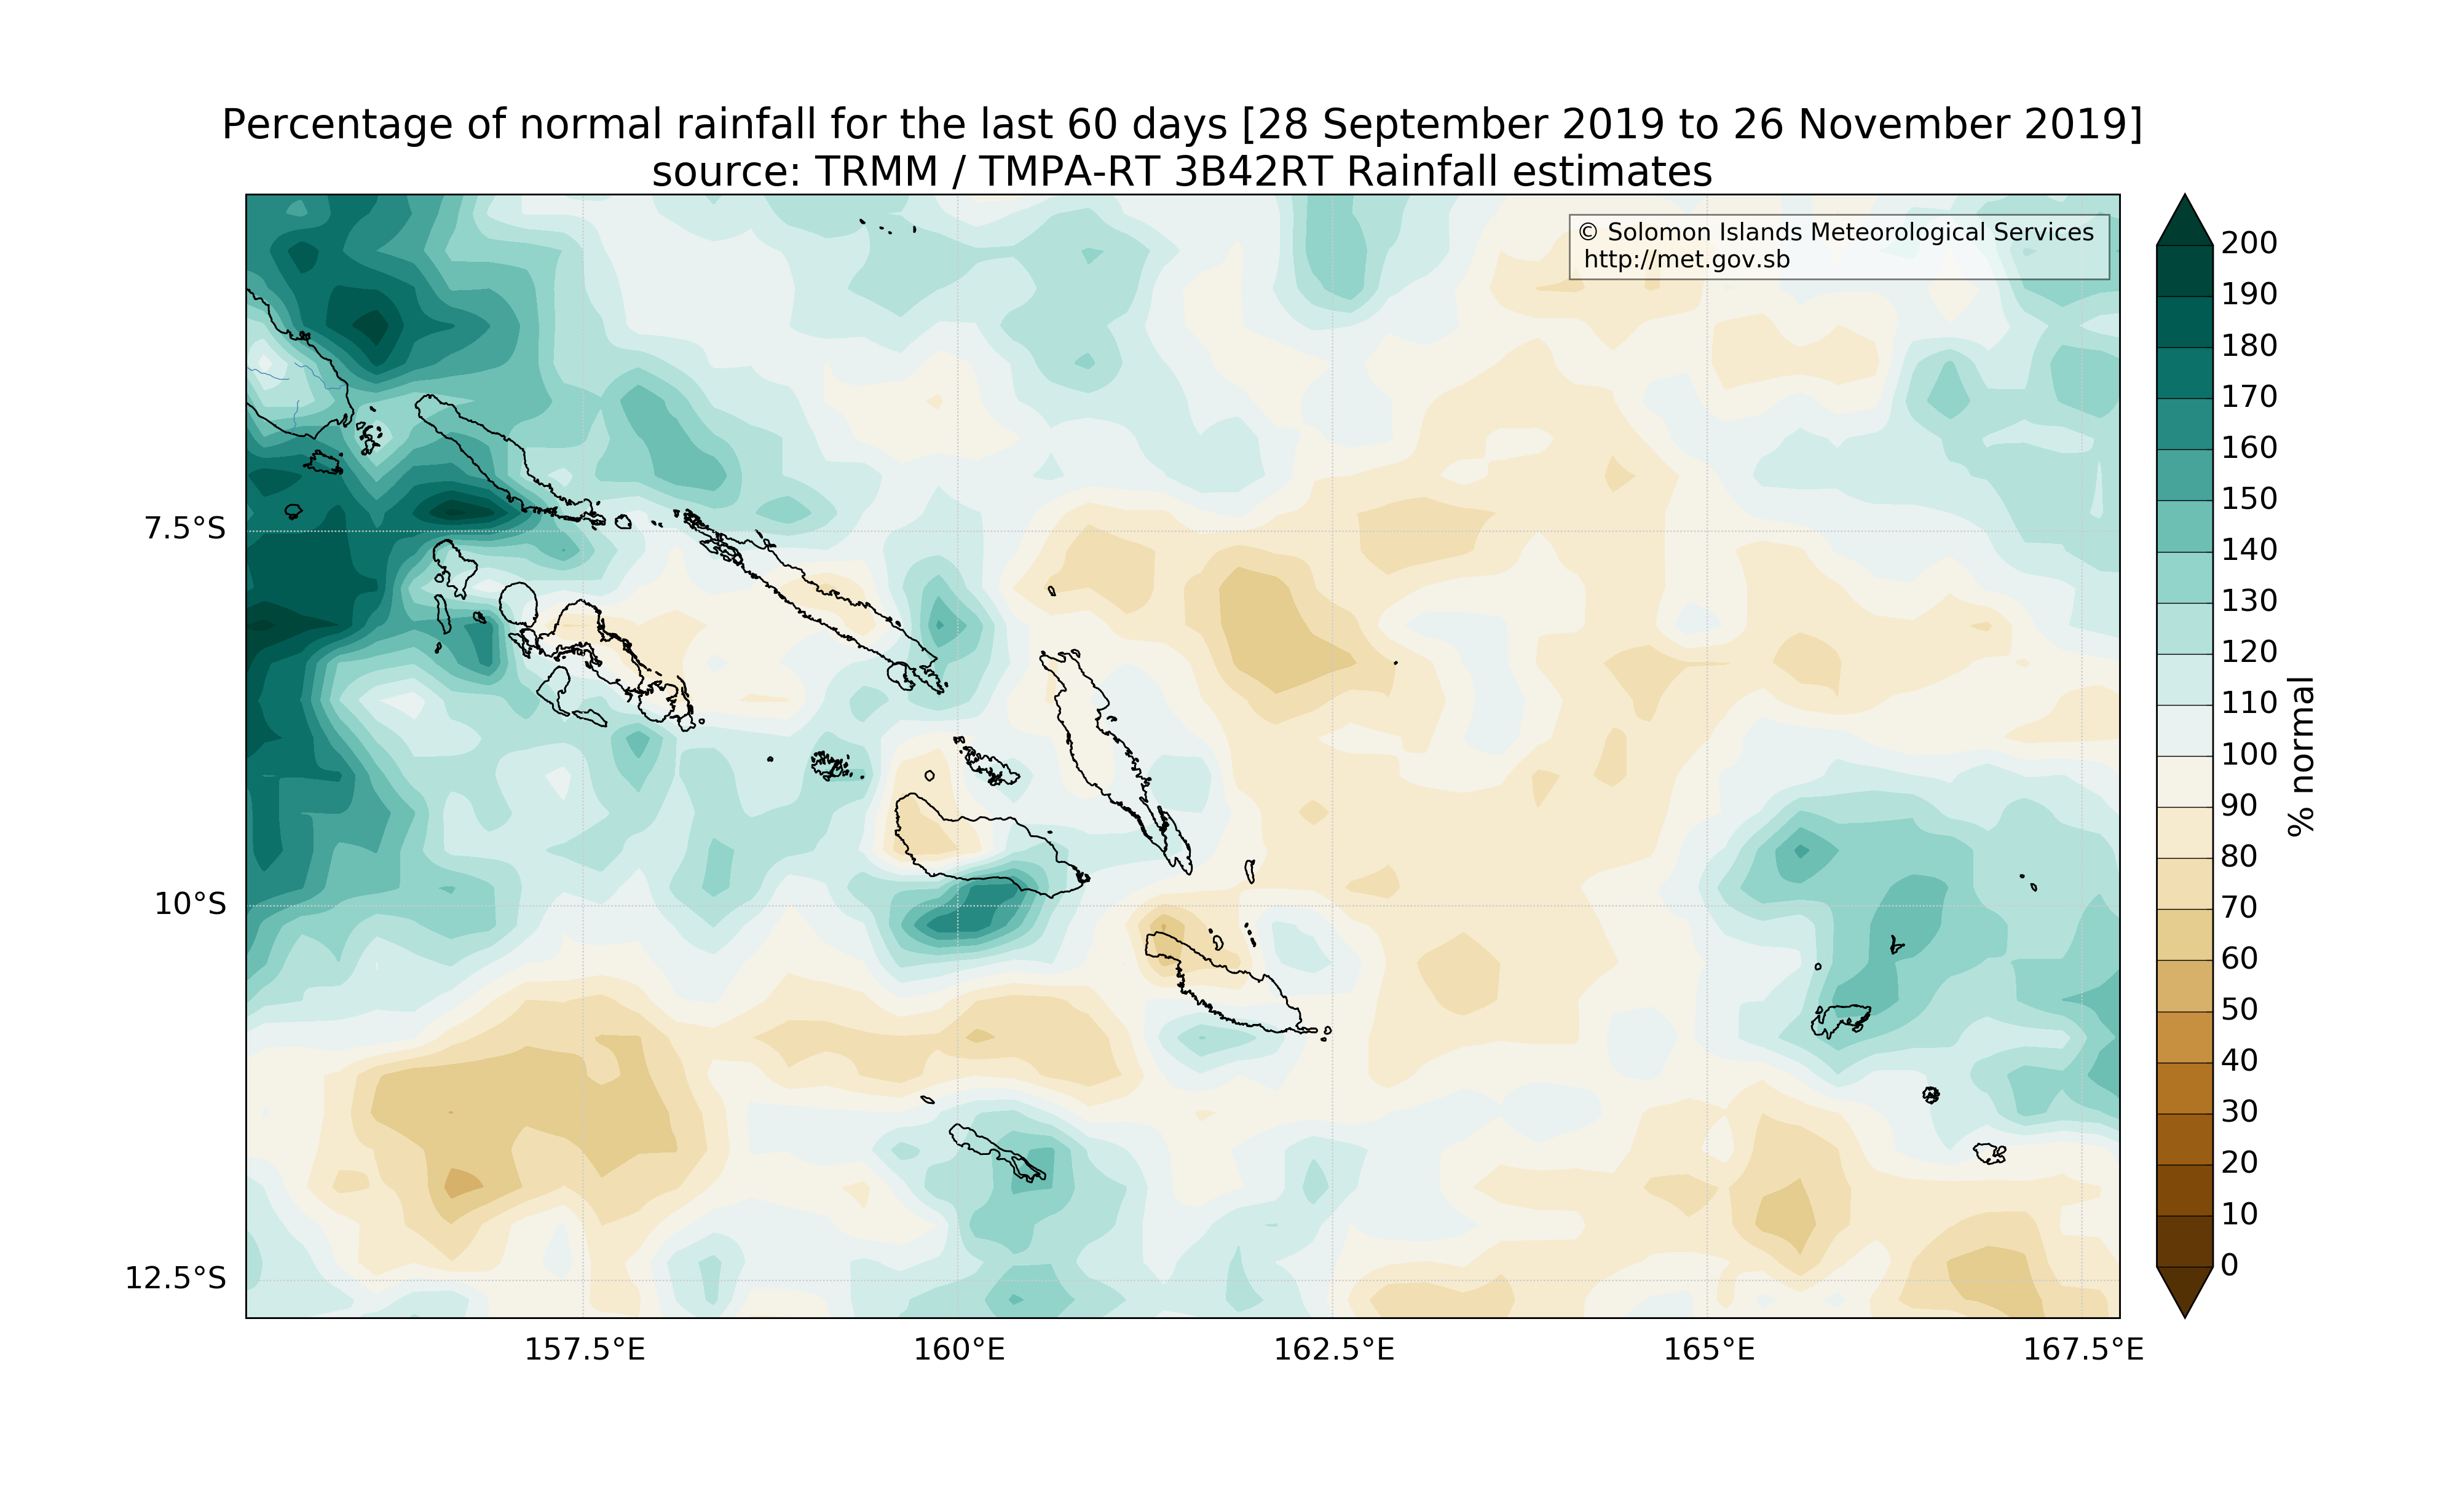 Percentage of normal rainfall for the last 60 days [28 September 2019 to 26 November 2019]
source: TRMM / TMPA-RT 3B42RT Rainfall estimates
© Solomon Islands Meteorological Services
http://met.gov.sb
7.5°S
10°S
12.5°S
157.5°E
160°E
162.5°E
165°E
167.5°E
200
190
180
170
160
150
140
130
120
110
100
90
80
70
60
50
40
30
20
10
0
% normal